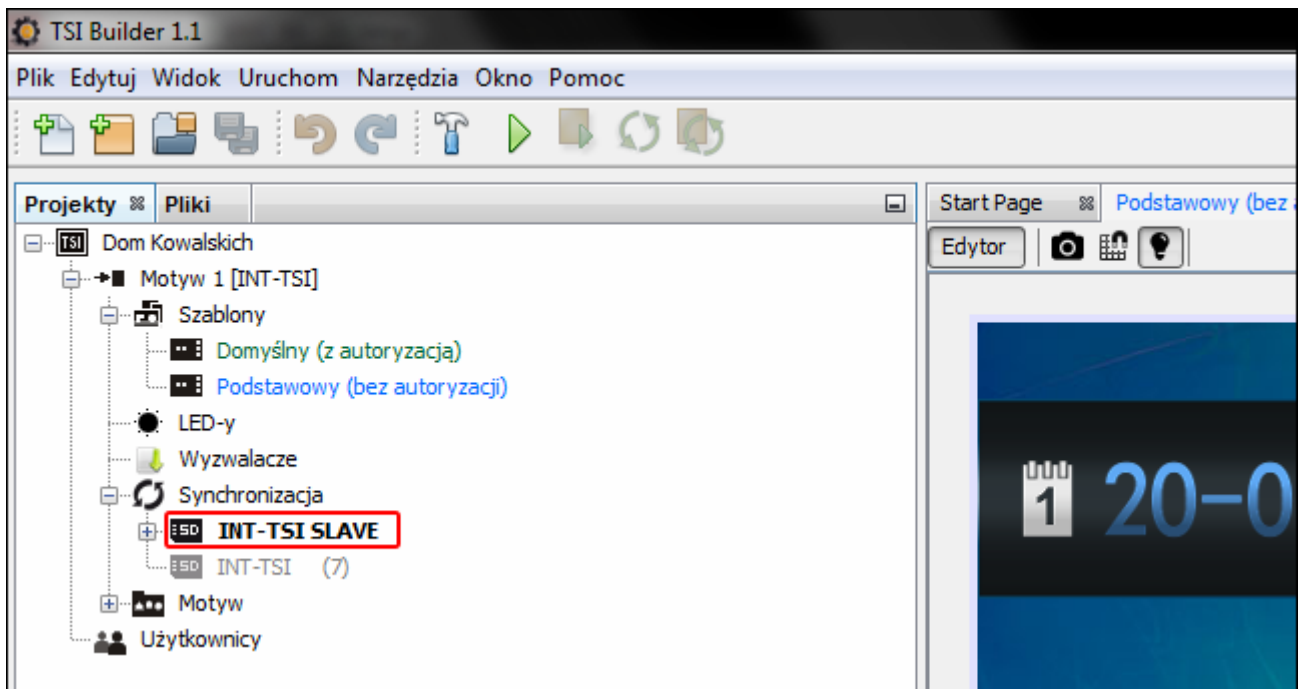 TSI Builder 1.1
Plik Edytuj Widok Uruchom Narzędzia Okno Pomoc
Projekty Pliki
Start Page Podstawowy (bez
TSI Dom Kowalskich
Edytor
Motyw 1 [INT-TSI]
Szablony
Domyślny (z autoryzacją)
Podstawowy (bez autoryzacji)
LED-y
Wyzwalacze
Synchronizacja
SD INT-TSI SLAVE
SD INT-TSI (7)
Motyw
Użytkownicy
1 20-0